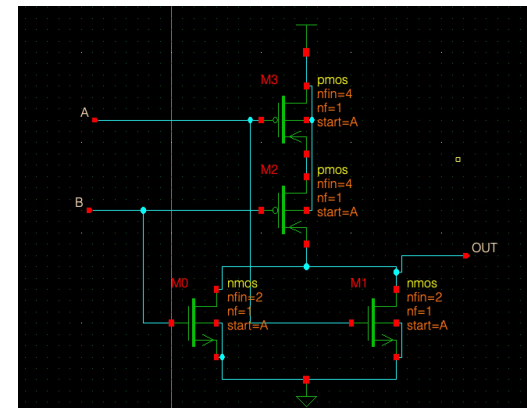 M3
pmos
nfin=4
nf=1
start=A
A
M2
pmos
nfin=4
nf=1
start=A
B
OUT
M0
nmos
nfin=2
nf=1
start=A
M1
nmos
nfin=2
nf=1
start=A